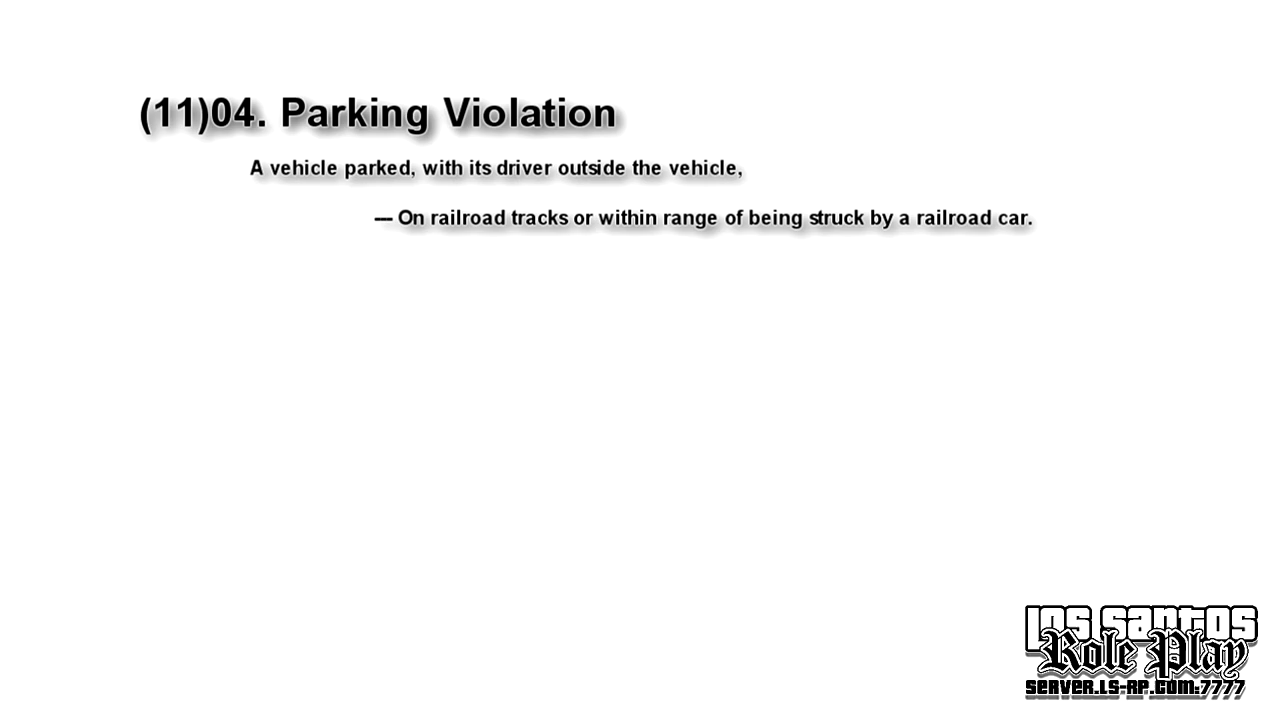 (11)04. Parking Violation
A vehicle parked, with its driver outside the vehicle,
--- On railroad tracks or within range of being struck by a railroad car.
Los Santos
Role Play
SERVER.LS-RP.COM:7777